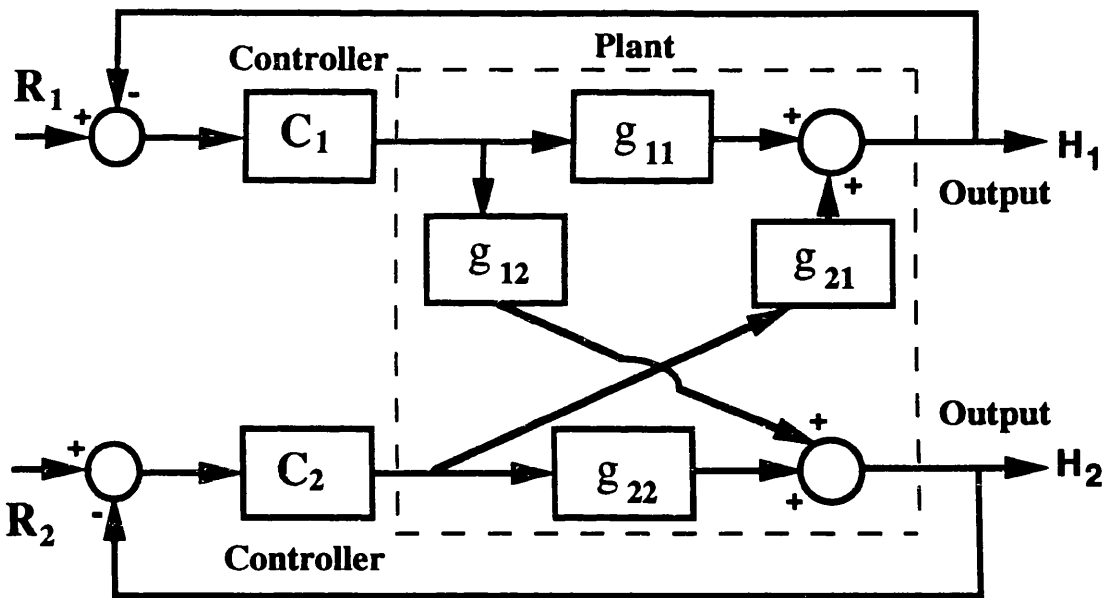 Plant
Controller
R1
+
-
C1
g11
+
+
H1
Output
g12
g21
Output
+
C2
g22
+
+
H2
R2
-
Controller